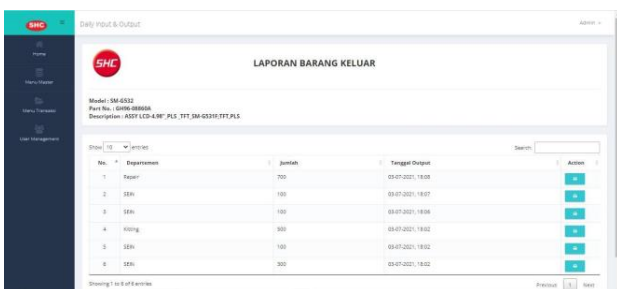 SHC
Daily Input & Output
Admin
Home
Menu Master
Menu Transaksi
User Management
SHC
LAPORAN BARANG KELUAR
Model : SM-G532
Part No. : GH96-08860A
Description : ASSY LCD-4.98",PLS ,TFT,SM-G531F,TFT,PLS
Show 10 entries
Search:
No. Departemen Jumlah Tanggal Output Action
1 Repair 700 03-07-2021, 18:08
2 SEIN 100 03-07-2021, 18:07
3 SEIN 100 03-07-2021, 18:06
4 Kitting 300 03-07-2021, 18:02
5 SEIN 100 03-07-2021, 18:02
6 SEIN 300 03-07-2021, 18:02
Showing 1 to 6 of 6 entries
Previous 1 Next